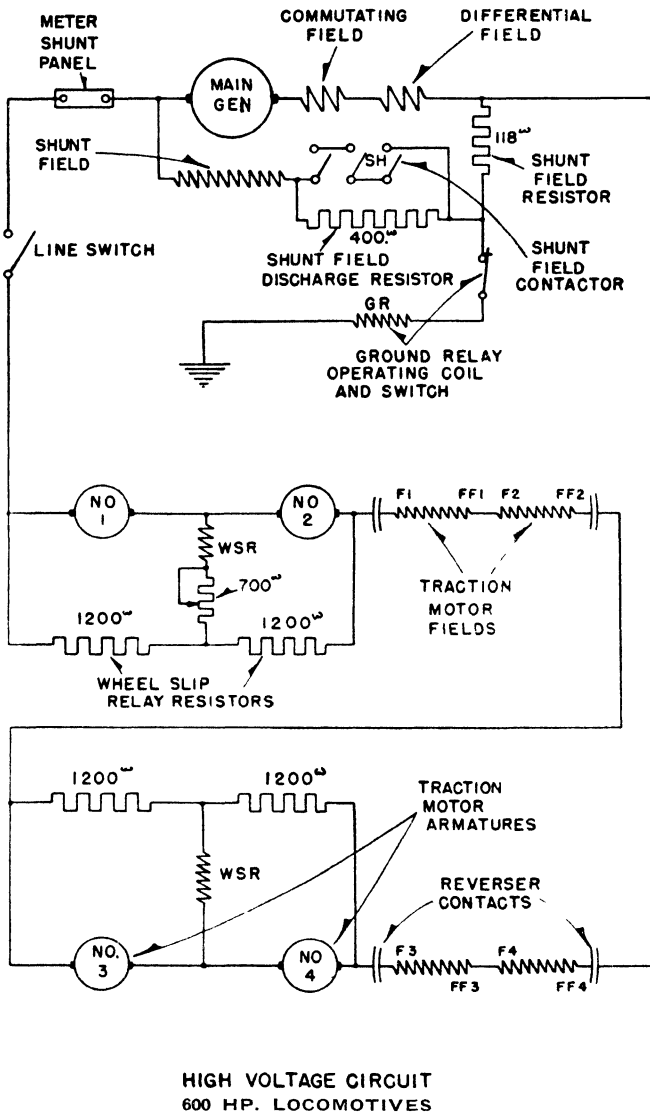 METER
SHUNT
PANEL
COMMUTATING
FIELD
DIFFERENTIAL
FIELD
MAIN
GEN
SHUNT
FIELD
SH
118ω
SHUNT
FIELD
RESISTOR
LINE SWITCH
400.ω
SHUNT FIELD
DISCHARGE RESISTOR
SHUNT
FIELD
CONTACTOR
GR
GROUND RELAY
OPERATING COIL
AND SWITCH
NO
1
NO
2
F1
FF1
F2
FF2
WSR
700ω
TRACTION
MOTOR
FIELDS
1200ω
1200ω
WHEEL SLIP
RELAY RESISTORS
1200ω
1200ω
TRACTION
MOTOR
ARMATURES
WSR
REVERSER
CONTACTS
NO.
3
NO
4
F3
FF3
F4
FF4
HIGH VOLTAGE CIRCUIT
600 HP. LOCOMOTIVES